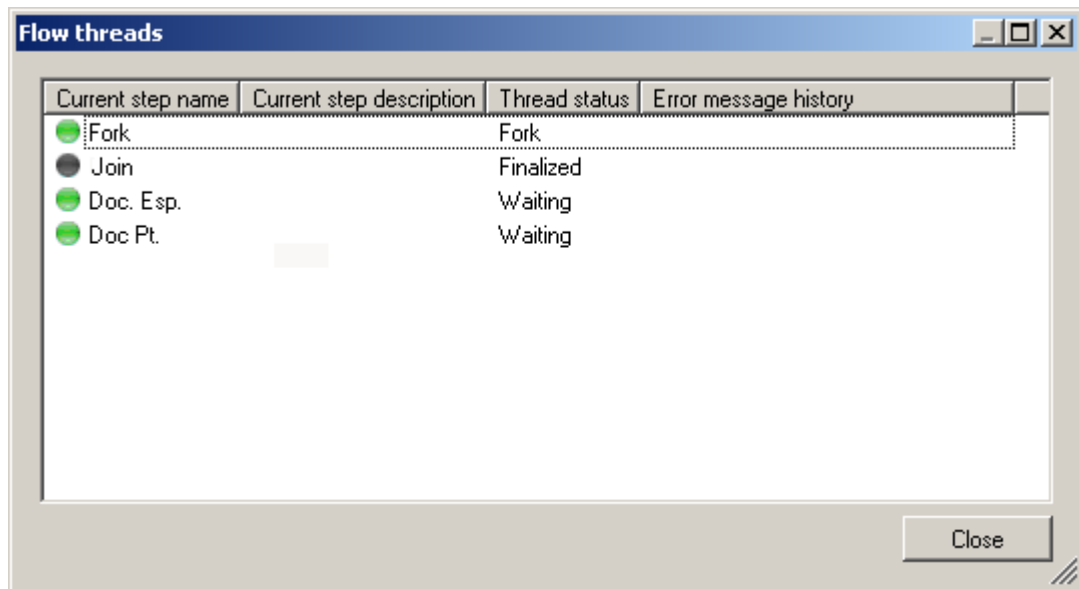 Flow threads
Current step name Current step description Thread status Error message history
Fork Fork
Join Finalized
Doc. Esp. Waiting
Doc Pt. Waiting
Close